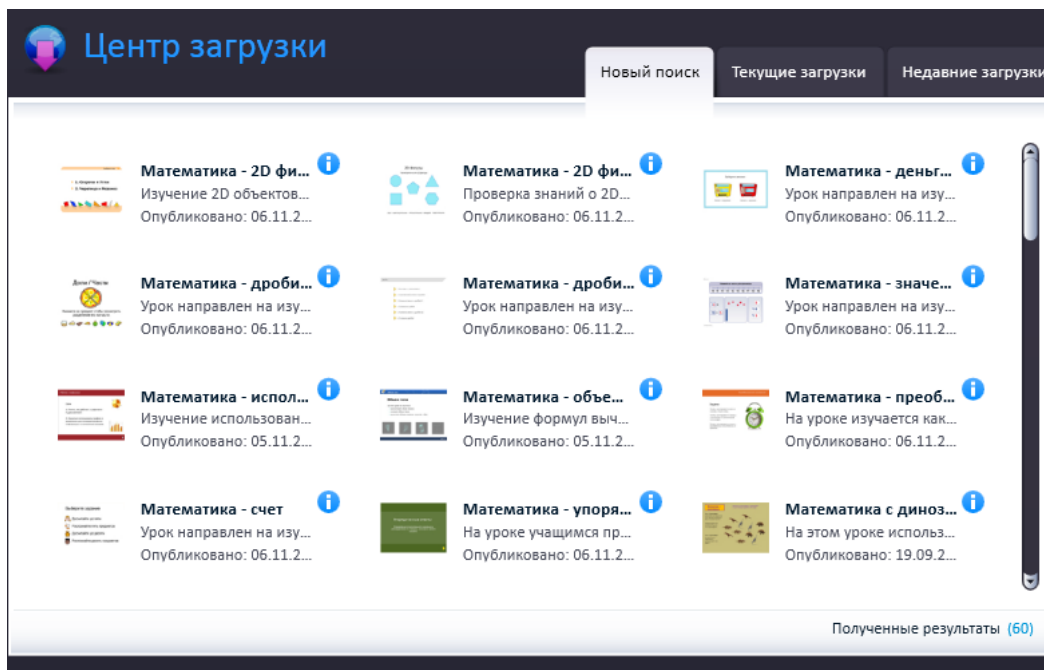 Центр загрузки
Новый поиск
Текущие загрузки
Недавние загрузки
Математика - 2D фи...
Изучение 2D объектов...
Опубликовано: 06.11.2...
Математика - 2D фи...
Проверка знаний о 2D...
Опубликовано: 06.11.2...
Математика - деньг...
Урок направлен на изу...
Опубликовано: 06.11.2...
Математика - дроби...
Урок направлен на изу...
Опубликовано: 06.11.2...
Математика - дроби...
Урок направлен на изу...
Опубликовано: 06.11.2...
Математика - значе...
Урок направлен на изу...
Опубликовано: 06.11.2...
Математика - испол...
Изучение использован...
Опубликовано: 05.11.2...
Математика - объе...
Изучение формул выч...
Опубликовано: 05.11.2...
Математика - преоб...
На уроке изучается как...
Опубликовано: 06.11.2...
Математика - счет
Урок направлен на изу...
Опубликовано: 06.11.2...
Математика - упоря...
На уроке учащимся пр...
Опубликовано: 06.11.2...
Математика с диноз...
На этом уроке использ...
Опубликовано: 19.09.2...
Полученные результаты (60)